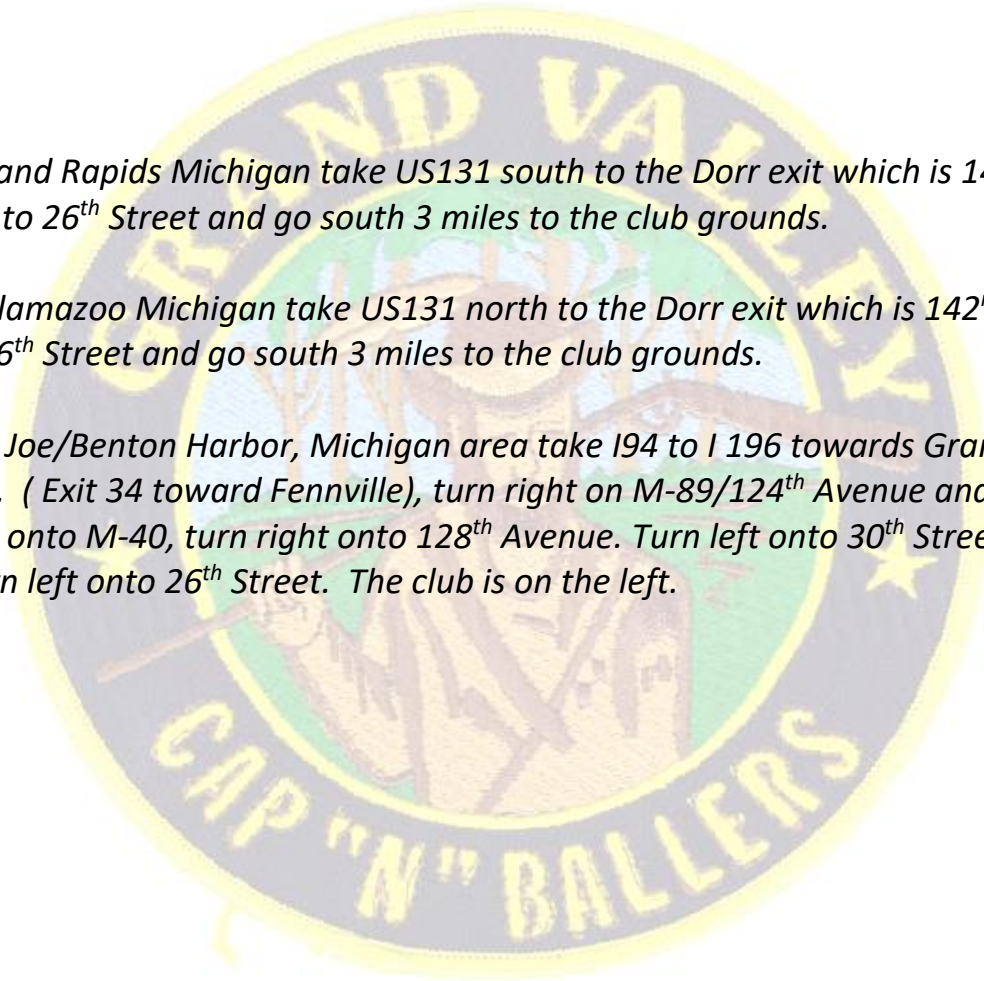 GRAND VALLEY
and Rapids Michigan take US131 south to the Dorr exit which is 14
to 26th Street and go south 3 miles to the club grounds.
lamazoo Michigan take US131 north to the Dorr exit which is 142
6th Street and go south 3 miles to the club grounds.
Joe/Benton Harbor, Michigan area take I94 to I 196 towards Gran
. ( Exit 34 toward Fennville), turn right on M-89/124th Avenue and
onto M-40, turn right onto 128th Avenue. Turn left onto 30th Stree
n left onto 26th Street. The club is on the left.
CAP "N" BALLERS